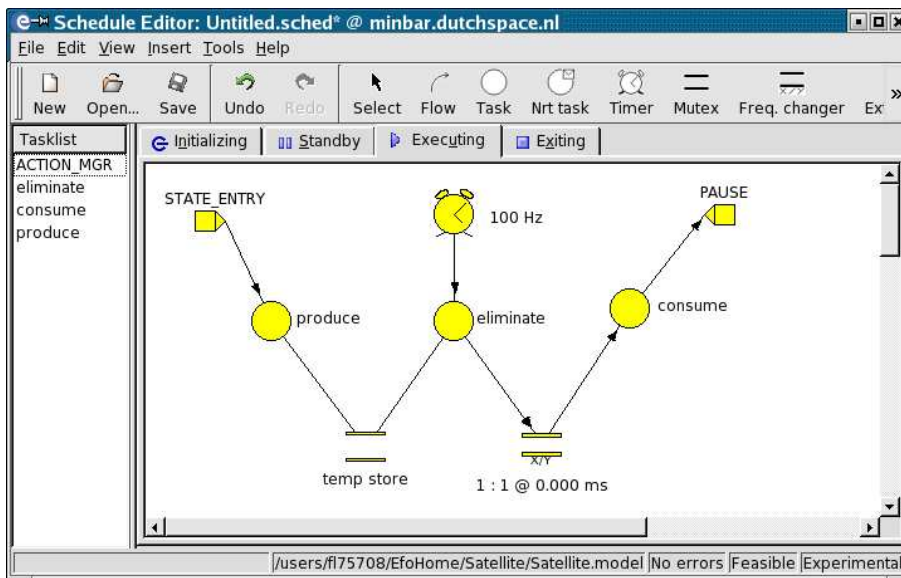 Schedule Editor: Untitled.sched* @ minbar.dutchspace.nl
File Edit View Insert Tools Help
New Open... Save Undo Redo Select Flow Task Nrt task Timer Mutex Freq. changer Ex
»
Tasklist
ACTION_MGR
eliminate
consume
produce
Initializing Standby Executing Exiting
STATE_ENTRY
PAUSE
100 Hz
produce
eliminate
consume
temp store
X/Y
1 : 1 @ 0.000 ms
/users/fl75708/EfoHome/Satellite/Satellite.model No errors Feasible Experimental